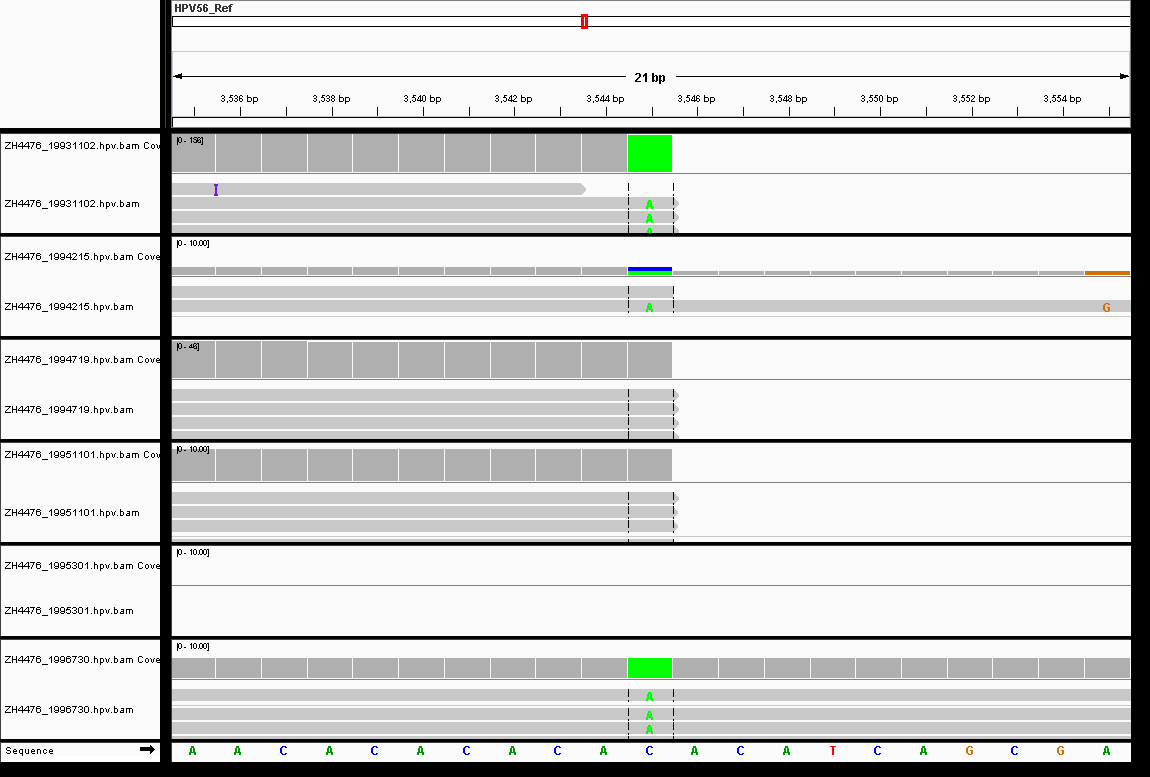 HPV56_Ref
21 bp
3,536 bp 3,538 bp 3,540 bp 3,542 bp 3,544 bp 3,546 bp 3,548 bp 3,550 bp 3,552 bp 3,554 bp
ZH4476_19931102.hpv.bam Cov
[0 - 156]
I
ZH4476_19931102.hpv.bam
A
A
A
ZH4476_1994215.hpv.bam Cove
[0 - 10.00]
ZH4476_1994215.hpv.bam
A G
ZH4476_1994719.hpv.bam Cove
[0 - 46]
ZH4476_1994719.hpv.bam
ZH4476_19951101.hpv.bam Cov
[0 - 10.00]
ZH4476_19951101.hpv.bam
ZH4476_1995301.hpv.bam Cove
[0 - 10.00]
ZH4476_1995301.hpv.bam
ZH4476_1996730.hpv.bam Cove
[0 - 10.00]
ZH4476_1996730.hpv.bam
A
A
A
Sequence A A C A C A C A C A C A C A T C A G C G A